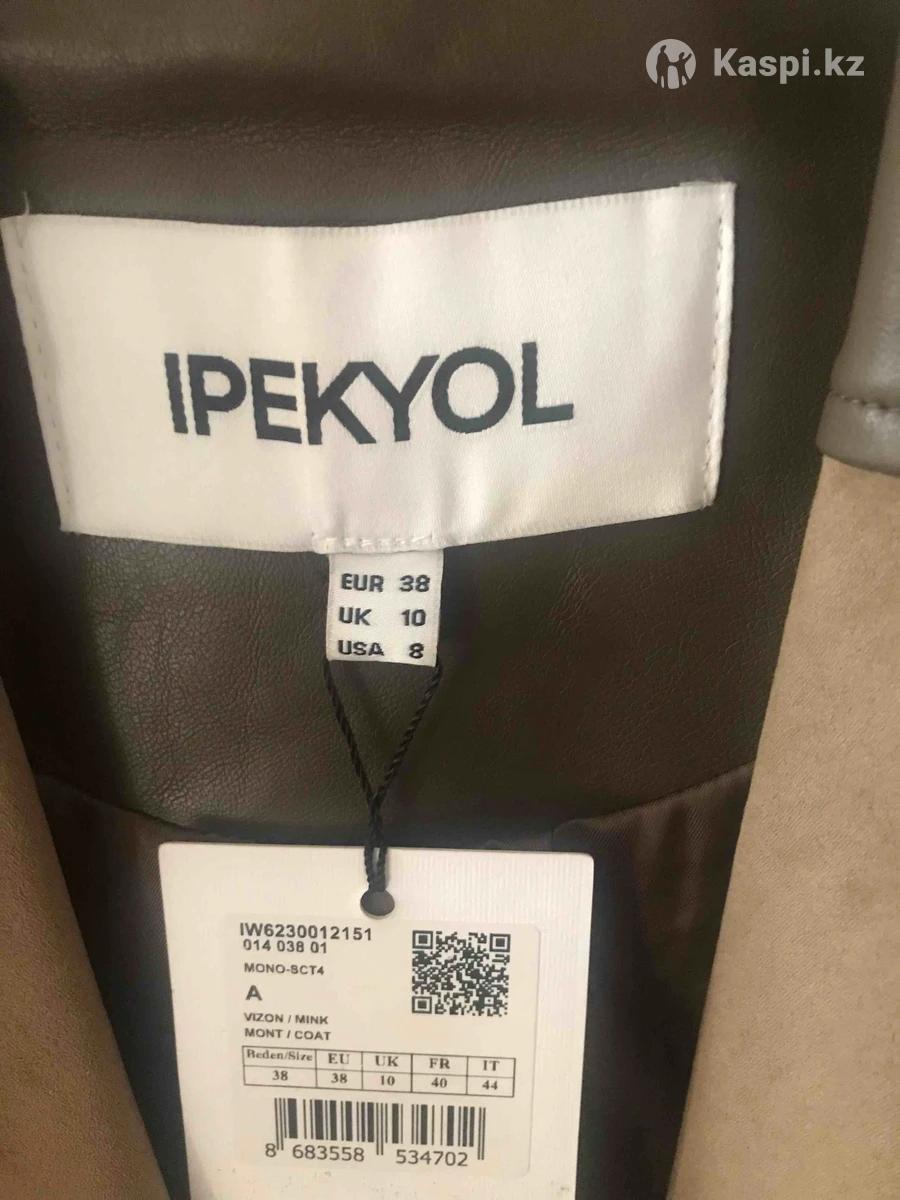 Kaspi.kz
IPEKYOL
EUR 38
UK 10
USA 8
IW6230012151
014 038 01
MONO-SCT4
A
VIZON / MINK
MONT / COAT
Beden/Size EU UK FR IT
38 38 10 40 44
8 683558 534702